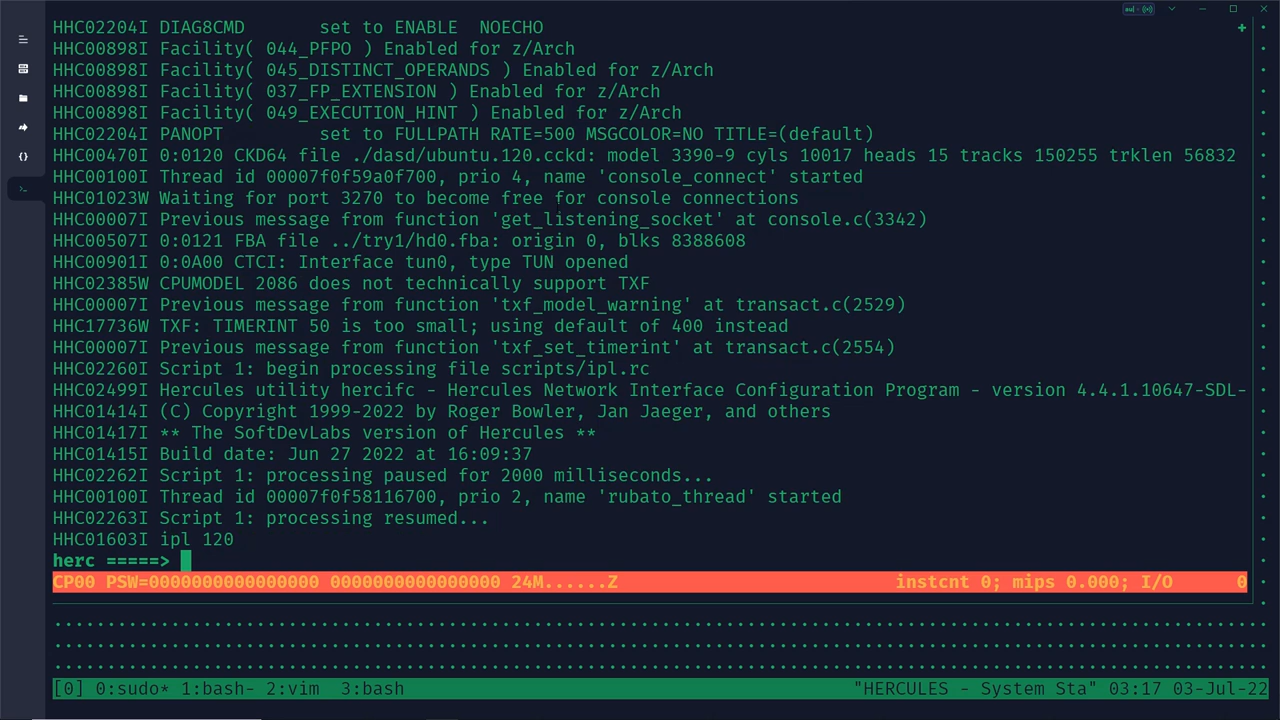 HHC02204I DIAG8CMD       set to ENABLE  NOECHO
+
HHC00898I Facility( 044_PFPO ) Enabled for z/Arch
HHC00898I Facility( 045_DISTINCT_OPERANDS ) Enabled for z/Arch
HHC00898I Facility( 037_FP_EXTENSION ) Enabled for z/Arch
HHC00898I Facility( 049_EXECUTION_HINT ) Enabled for z/Arch
HHC02204I PANOPT         set to FULLPATH RATE=500 MSGCOLOR=NO TITLE=(default)
HHC00470I 0:0120 CKD64 file ./dasd/ubuntu.120.cckd: model 3390-9 cyls 10017 heads 15 tracks 150255 trklen 56832
HHC00100I Thread id 00007f0f59a0f700, prio 4, name 'console_connect' started
HHC01023W Waiting for port 3270 to become free for console connections
HHC00007I Previous message from function 'get_listening_socket' at console.c(3342)
HHC00507I 0:0121 FBA file ../try1/hd0.fba: origin 0, blks 8388608
HHC00901I 0:0A00 CTCI: Interface tun0, type TUN opened
HHC02385W CPUMODEL 2086 does not technically support TXF
HHC00007I Previous message from function 'txf_model_warning' at transact.c(2529)
HHC17736W TXF: TIMERINT 50 is too small; using default of 400 instead
HHC00007I Previous message from function 'txf_set_timerint' at transact.c(2554)
HHC02260I Script 1: begin processing file scripts/ipl.rc
HHC02499I Hercules utility hercifc - Hercules Network Interface Configuration Program - version 4.4.1.10647-SDL-
HHC01414I (C) Copyright 1999-2022 by Roger Bowler, Jan Jaeger, and others
HHC01417I ** The SoftDevLabs version of Hercules **
HHC01415I Build date: Jun 27 2022 at 16:09:37
HHC02262I Script 1: processing paused for 2000 milliseconds...
HHC00100I Thread id 00007f0f58116700, prio 2, name 'rubato_thread' started
HHC02263I Script 1: processing resumed...
HHC01603I ipl 120
herc =====>
CP00 PSW=0000000000000000 0000000000000000 24M......Z instcnt 0; mips 0.000; I/O 0
[0] 0:sudo* 1:bash- 2:vim  3:bash "HERCULES - System Sta" 03:17 03-Jul-22